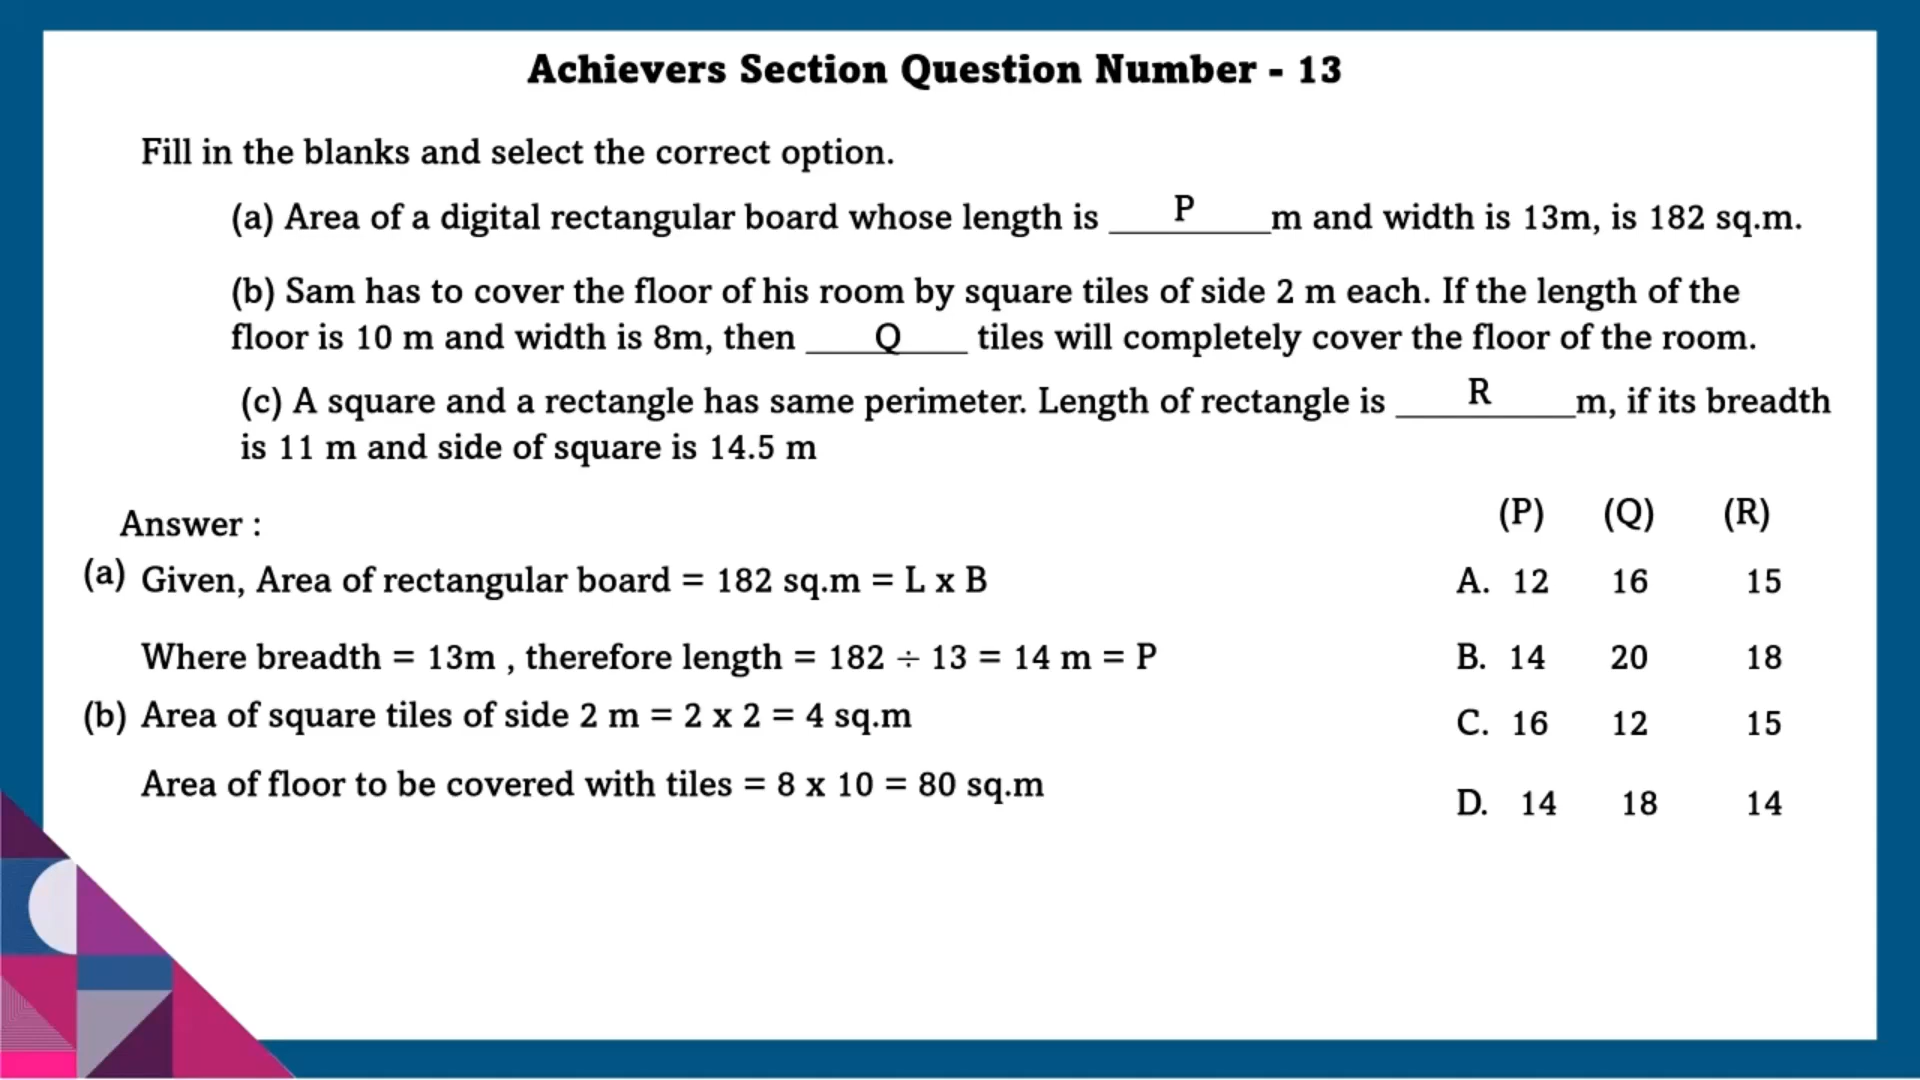 Achievers Section Question Number - 13
Fill in the blanks and select the correct option.
(a) Area of a digital rectangular board whose length is ____P____m and width is 13m, is 182 sq.m.
(b) Sam has to cover the floor of his room by square tiles of side 2 m each. If the length of the
floor is 10 m and width is 8m, then ____Q____ tiles will completely cover the floor of the room.
(c) A square and a rectangle has same perimeter. Length of rectangle is ____R____m, if its breadth
is 11 m and side of square is 14.5 m
Answer :
(a) Given, Area of rectangular board = 182 sq.m = L x B
Where breadth = 13m , therefore length = 182 ÷ 13 = 14 m = P
(b) Area of square tiles of side 2 m = 2 x 2 = 4 sq.m
Area of floor to be covered with tiles = 8 x 10 = 80 sq.m
(P) (Q) (R)
A. 12 16 15
B. 14 20 18
C. 16 12 15
D. 14 18 14